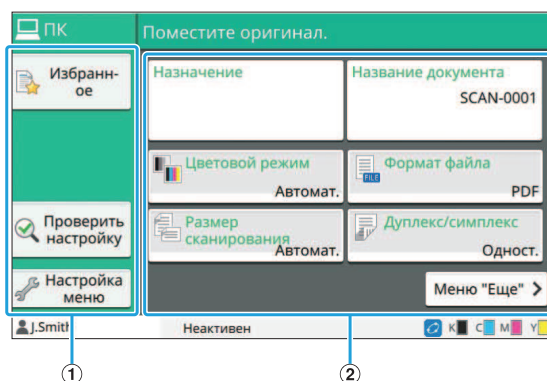 ПК
Поместите оригинал.
Избранн-
ое
Проверить
настройку
Настройка
меню
Назначение
Название документа
SCAN-0001
Цветовой режим
Автомат.
Формат файла
FILE
PDF
Размер
сканирования
Автомат.
Дуплекс/симплекс
Одност.
Меню "Еще"
J.Smith
Неактивен
K C M Y
1
2